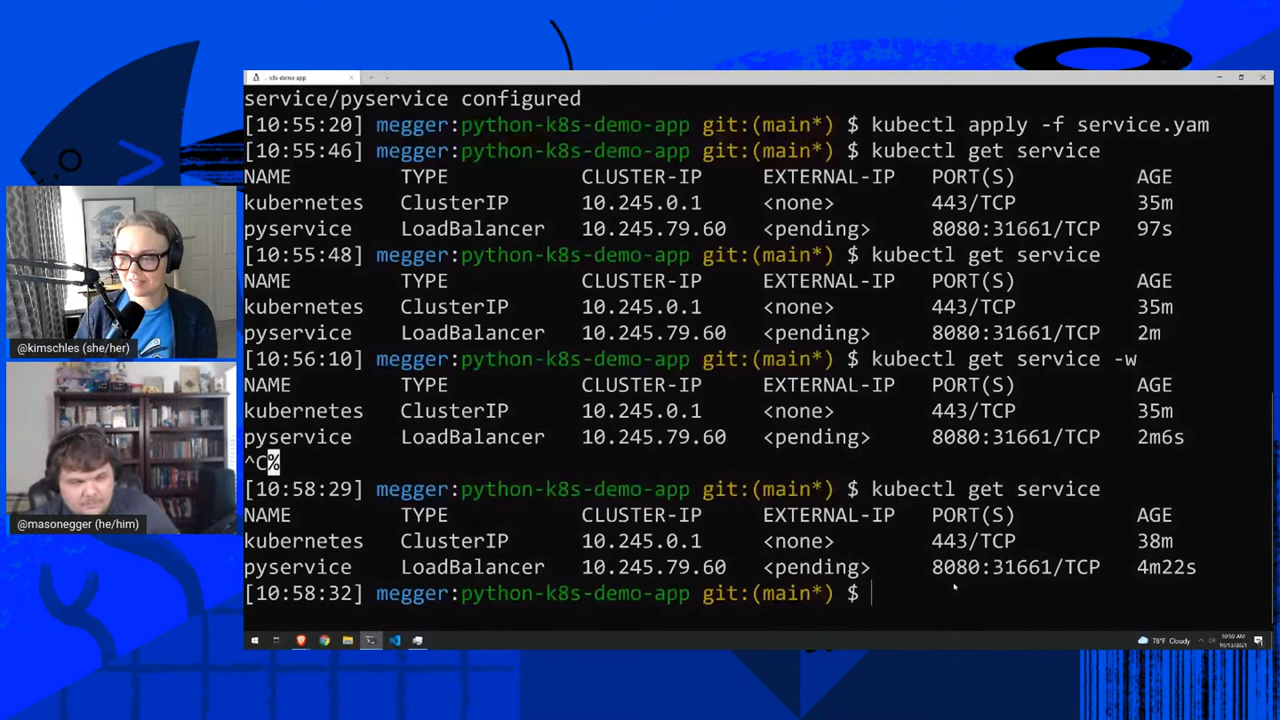 ..-k8s-demo-app
service/pyservice configured
[10:55:20] megger:python-k8s-demo-app git:(main*) $ kubectl apply -f service.yam
[10:55:46] megger:python-k8s-demo-app git:(main*) $ kubectl get service
NAME TYPE CLUSTER-IP EXTERNAL-IP PORT(S) AGE
kubernetes ClusterIP 10.245.0.1 <none> 443/TCP 35m
pyservice LoadBalancer 10.245.79.60 <pending> 8080:31661/TCP 97s
[10:55:48] megger:python-k8s-demo-app git:(main*) $ kubectl get service
NAME TYPE CLUSTER-IP EXTERNAL-IP PORT(S) AGE
kubernetes ClusterIP 10.245.0.1 <none> 443/TCP 35m
pyservice LoadBalancer 10.245.79.60 <pending> 8080:31661/TCP 2m
[10:56:10] megger:python-k8s-demo-app git:(main*) $ kubectl get service -w
NAME TYPE CLUSTER-IP EXTERNAL-IP PORT(S) AGE
kubernetes ClusterIP 10.245.0.1 <none> 443/TCP 35m
pyservice LoadBalancer 10.245.79.60 <pending> 8080:31661/TCP 2m6s
^C%
[10:58:29] megger:python-k8s-demo-app git:(main*) $ kubectl get service
NAME TYPE CLUSTER-IP EXTERNAL-IP PORT(S) AGE
kubernetes ClusterIP 10.245.0.1 <none> 443/TCP 38m
pyservice LoadBalancer 10.245.79.60 <pending> 8080:31661/TCP 4m22s
[10:58:32] megger:python-k8s-demo-app git:(main*) $
@kimschles (she/her)
@masonegger (he/him)
78°F Cloudy
10/13/2021